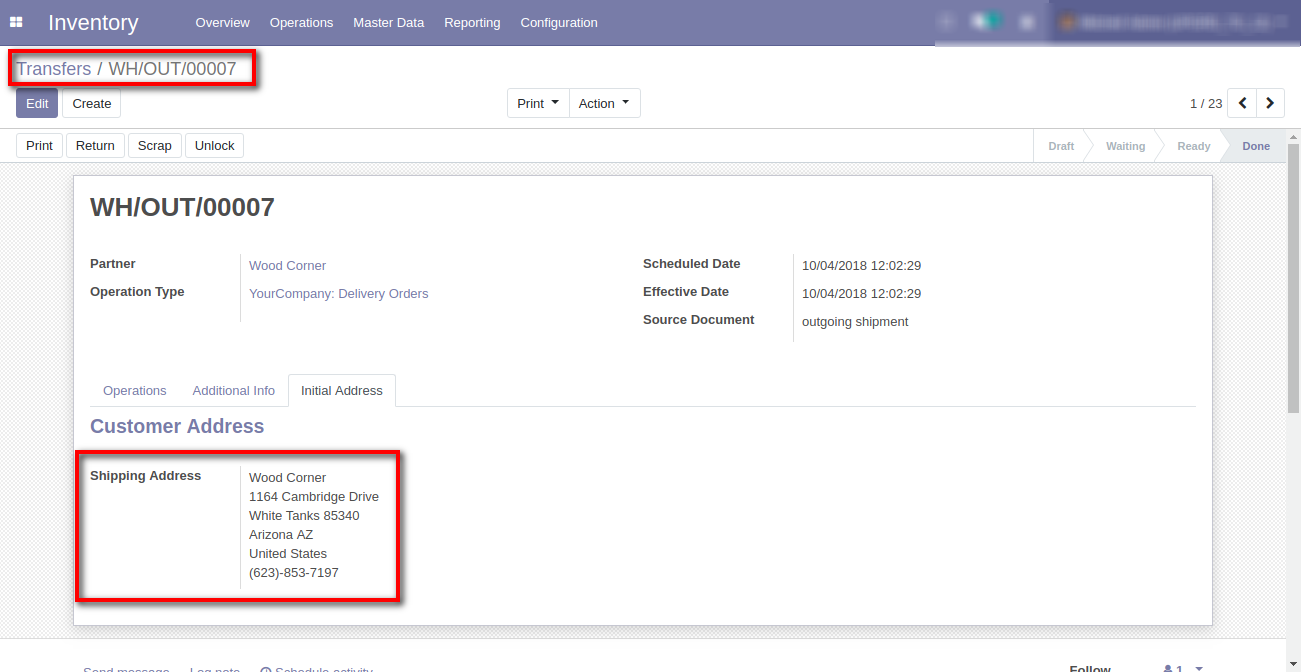 Inventory Overview Operations Master Data Reporting Configuration
Transfers / WH/OUT/00007
Edit Create Print Action 1 / 23
Print Return Scrap Unlock Draft Waiting Ready Done
WH/OUT/00007
Partner Wood Corner Scheduled Date 10/04/2018 12:02:29
Operation Type YourCompany: Delivery Orders Effective Date 10/04/2018 12:02:29
Source Document outgoing shipment
Operations Additional Info Initial Address
Customer Address
Shipping Address Wood Corner
1164 Cambridge Drive
White Tanks 85340
Arizona AZ
United States
(623)-853-7197
Send message Log note Schedule activity Follow 1